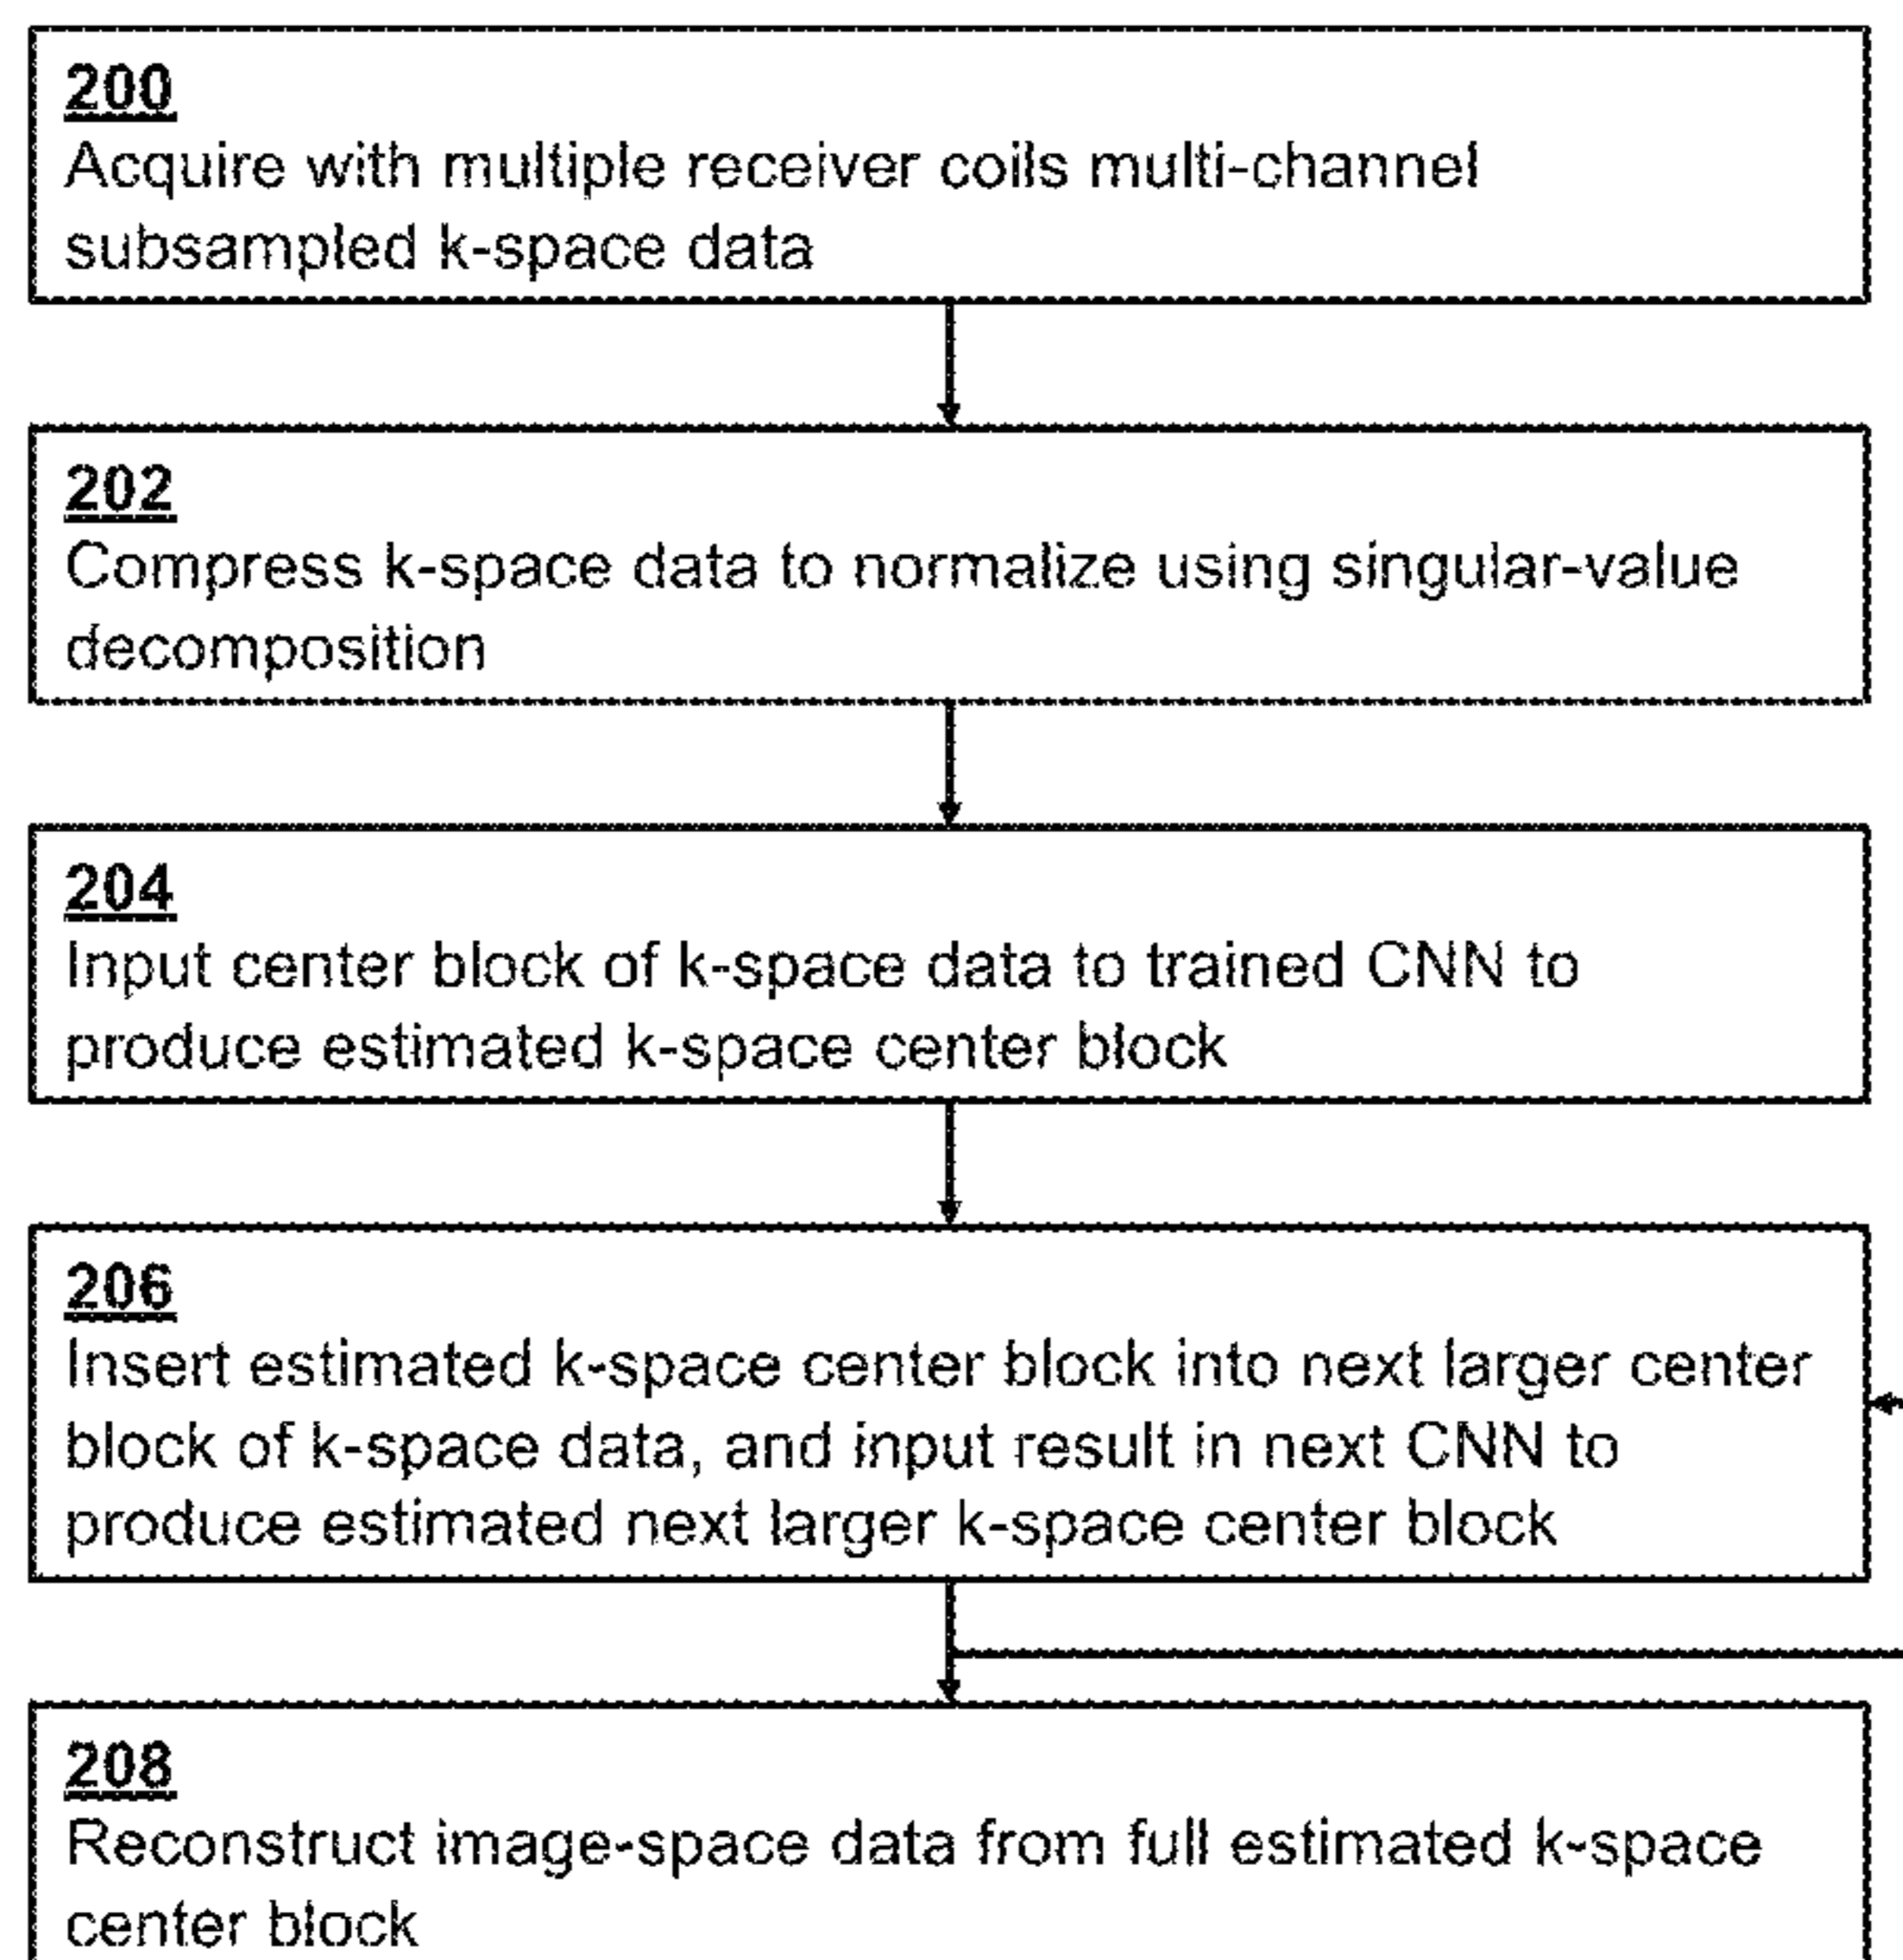 200
Acquire with multiple receiver coils multi-channel
subsampled k-space data
202
Compress k-space data to normalize using singular-value
decomposition
204
Input center block of k-space data to trained CNN to
produce estimated k-space center block
206
Insert estimated k-space center block into next larger center
block of k-space data, and input result in next CNN to
produce estimated next larger k-space center block
208
Reconstruct image-space data from full estimated k-space
center block